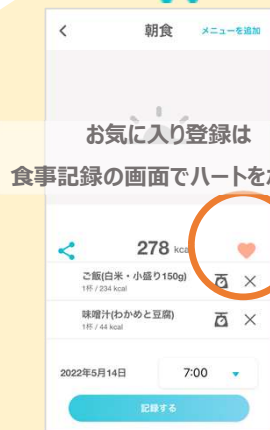 朝食
メニューを追加
お気に入り登録は
食事記録の画面でハートを
278 kcal
ご飯(白米・小盛り150g)
1杯 / 234 kcal
味噌汁(わかめと豆腐)
1杯 / 44 kcal
2022年5月14日
7:00
記録する